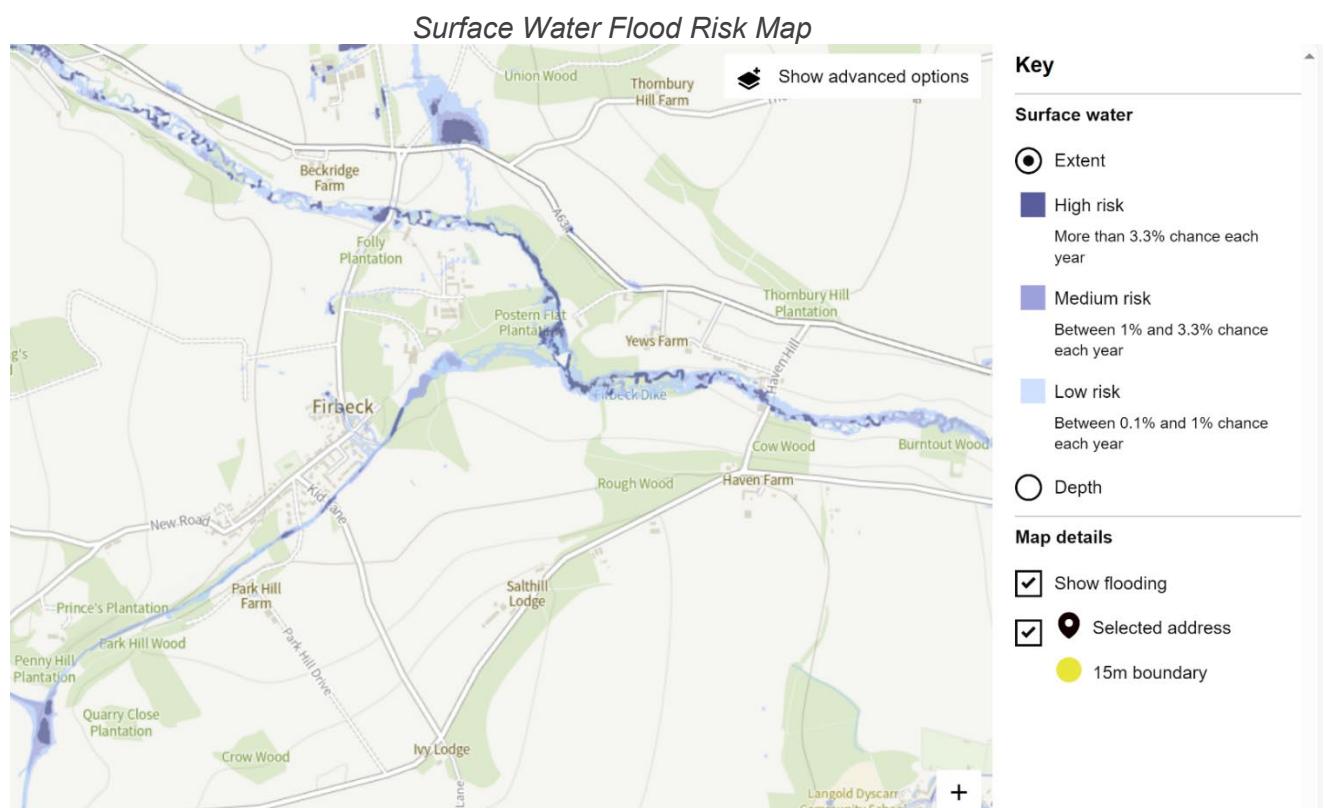 Surface Water Flood Risk Map
Union Wood
Thornbury
Hill Farm
Show advanced options
Beckridge
Farm
Folly
Plantation
Thornbury Hill
Plantation
Postern Flat
Yews Farm
Haven Hill
Firbeck Dike
Firbeck
Cow Wood
Burntout Wood
Rough Wood
Haven Farm
Kid Lane
New Road
Salthill
Lodge
Park Hill
Farm
Prince's Plantation
Park Hill Wood
Park Hill Drive
Penny Hill
Plantation
Quarry Close
Plantation
Crow Wood
Ivy Lodge
Lane
Langold Dyscarr
Community School
+
Key
Surface water
Extent
High risk
More than 3.3% chance each
year
Medium risk
Between 1% and 3.3% chance
each year
Low risk
Between 0.1% and 1% chance
each year
Depth
Map details
Show flooding
Selected address
15m boundary